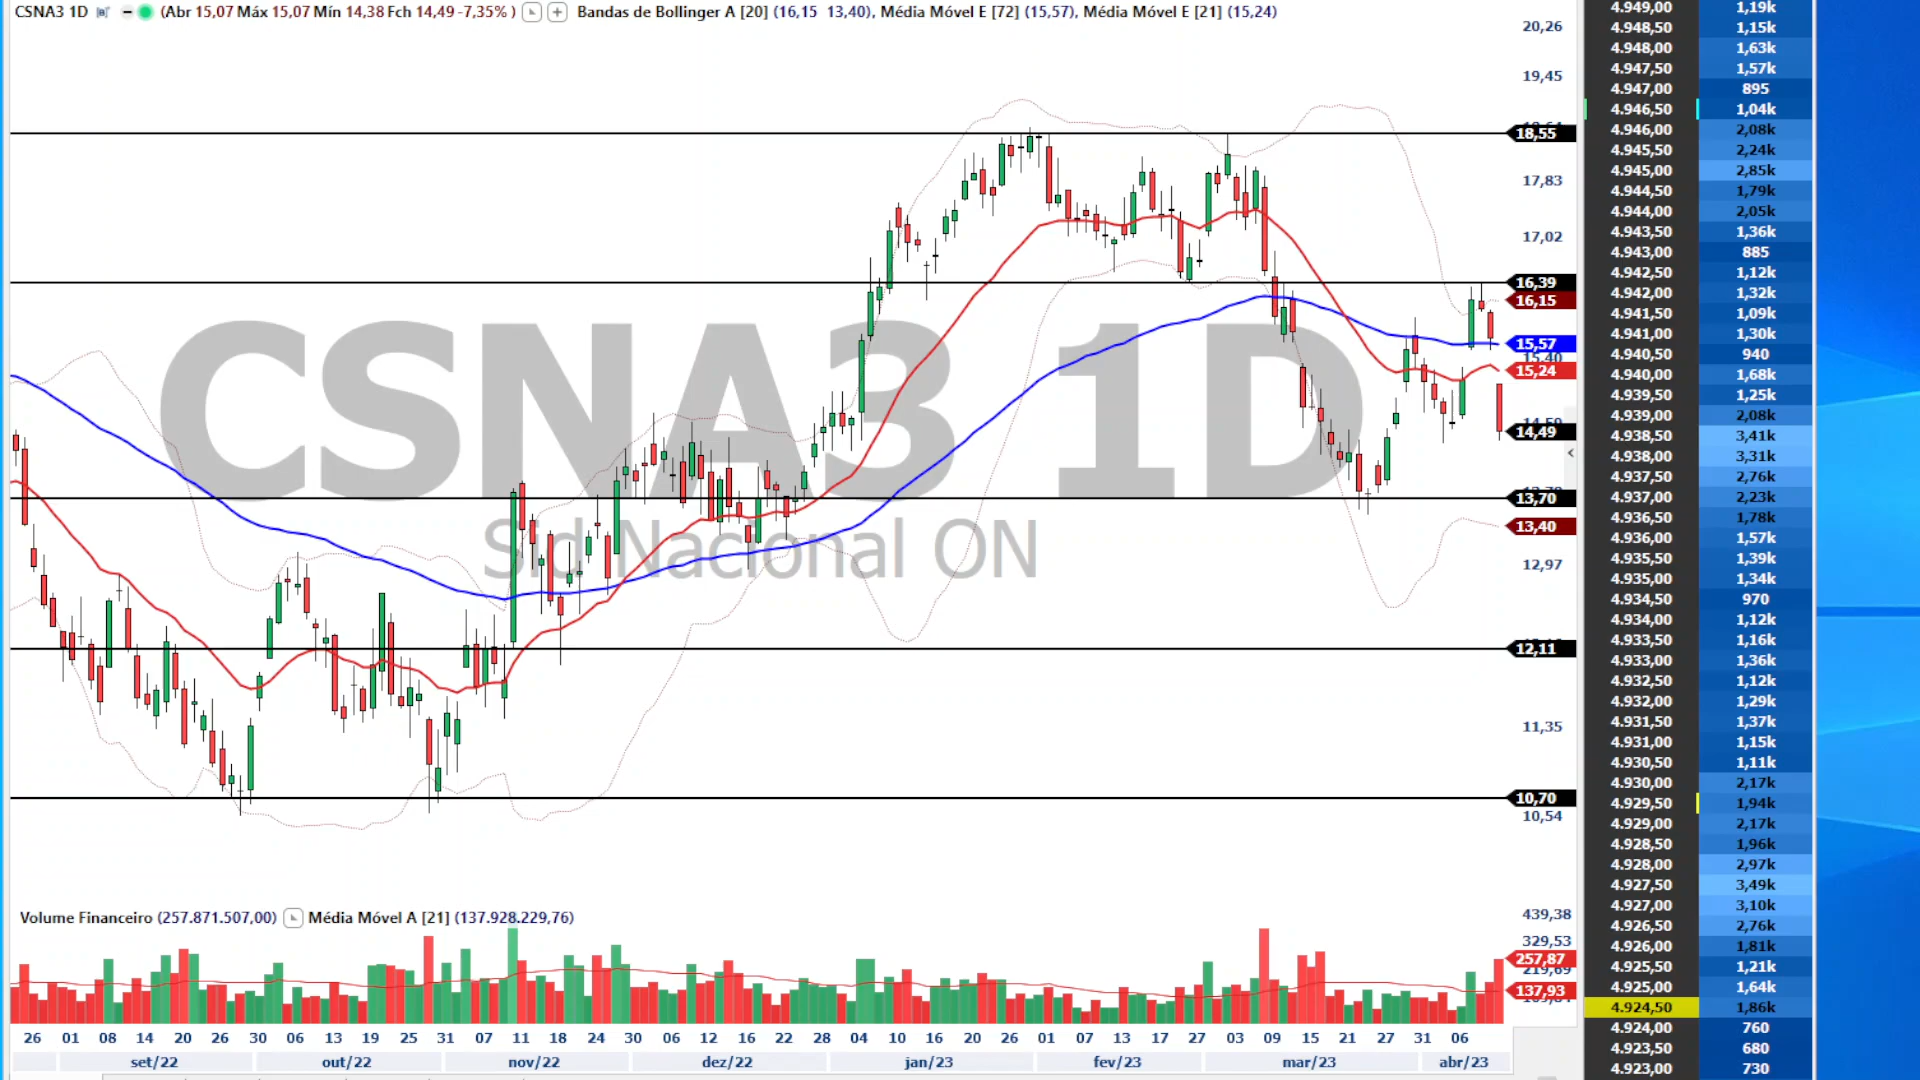 CSNA3 1D (Abr 15,07 Máx 15,07 Mín 14,38 Fch 14,49 -7,35% ) Bandas de Bollinger A [20] (16,15 13,40), Média Móvel E [72] (15,57), Média Móvel E [21] (15,24)
20,26
19,45
18,55
17,83
17,02
16,39
16,15
15,57
15,40
15,24
14,49
13,70
13,40
12,97
12,11
11,35
10,70
10,54
CSNA3 1D
Sid Nacional ON
Volume Financeiro (257.871.507,00) Média Móvel A [21] (137.928.229,76)
439,38
329,53
257,87
219,69
137,93
26 01 08 14 20 26 30 06 13 19 25 31 07 11 18 24 30 06 12 16 22 28 04 10 16 20 26 01 07 13 17 27 03 09 15 21 27 31 06
set/22 out/22 nov/22 dez/22 jan/23 fev/23 mar/23 abr/23
4.949,00 1,19k
4.948,50 1,15k
4.948,00 1,63k
4.947,50 1,57k
4.947,00 895
4.946,50 1,04k
4.946,00 2,08k
4.945,50 2,24k
4.945,00 2,85k
4.944,50 1,79k
4.944,00 2,05k
4.943,50 1,36k
4.943,00 885
4.942,50 1,12k
4.942,00 1,32k
4.941,50 1,09k
4.941,00 1,30k
4.940,50 940
4.940,00 1,68k
4.939,50 1,25k
4.939,00 2,08k
4.938,50 3,41k
4.938,00 3,31k
4.937,50 2,76k
4.937,00 2,23k
4.936,50 1,78k
4.936,00 1,57k
4.935,50 1,39k
4.935,00 1,34k
4.934,50 970
4.934,00 1,12k
4.933,50 1,16k
4.933,00 1,36k
4.932,50 1,12k
4.932,00 1,29k
4.931,50 1,37k
4.931,00 1,15k
4.930,50 1,11k
4.930,00 2,17k
4.929,50 1,94k
4.929,00 2,17k
4.928,50 1,96k
4.928,00 2,97k
4.927,50 3,49k
4.927,00 3,10k
4.926,50 2,76k
4.926,00 1,81k
4.925,50 1,21k
4.925,00 1,64k
4.924,50 1,86k
4.924,00 760
4.923,50 680
4.923,00 730